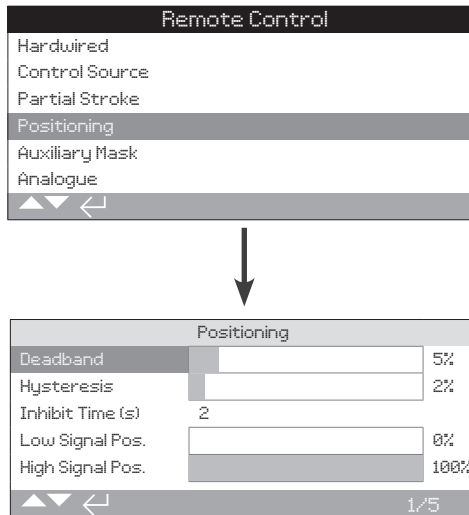 Remote Control
Hardwired
Control Source
Partial Stroke
Positioning
Auxiliary Mask
Analogue
Positioning
Deadband 5%
Hysteresis 2%
Inhibit Time (s) 2
Low Signal Pos. 0%
High Signal Pos. 100%
1/5